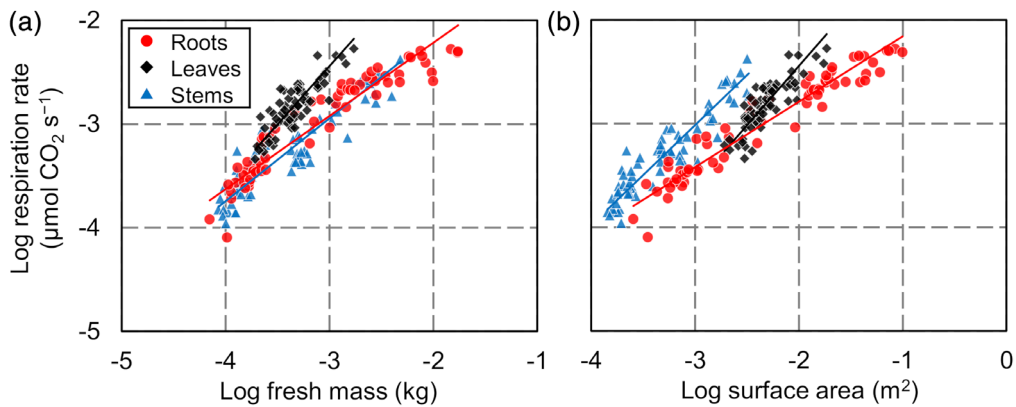 (a)
(b)
Log respiration rate
(μmol CO₂ s⁻¹)
-2
-3
-4
-5
Roots
Leaves
Stems
-5 -4 -3 -2 -1
-4 -3 -2 -1 0
Log fresh mass (kg)
Log surface area (m²)